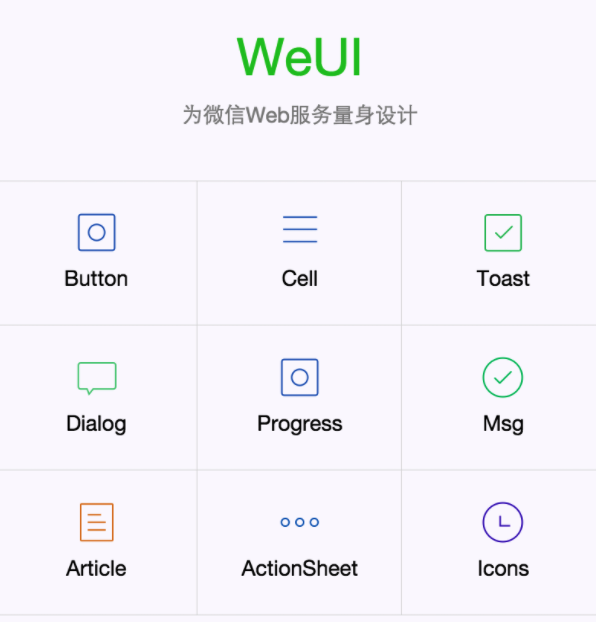 WeUI
为微信Web服务量身设计
Button
Cell
Toast
Dialog
Progress
Msg
Article
ActionSheet
Icons